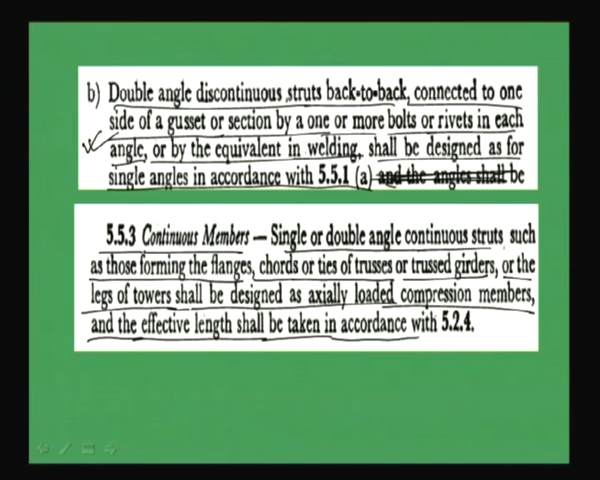 b) Double angle discontinuous struts back-to-back, connected to one
side of a gusset or section by a one or more bolts or rivets in each
angle, or by the equivalent in welding, shall be designed as for
single angles in accordance with 5.5.1 (a) and the angles shall be
5.5.3 Continuous Members — Single or double angle continuous struts such
as those forming the flanges, chords or ties of trusses or trussed girders, or the
legs of towers shall be designed as axially loaded compression members,
and the effective length shall be taken in accordance with 5.2.4.